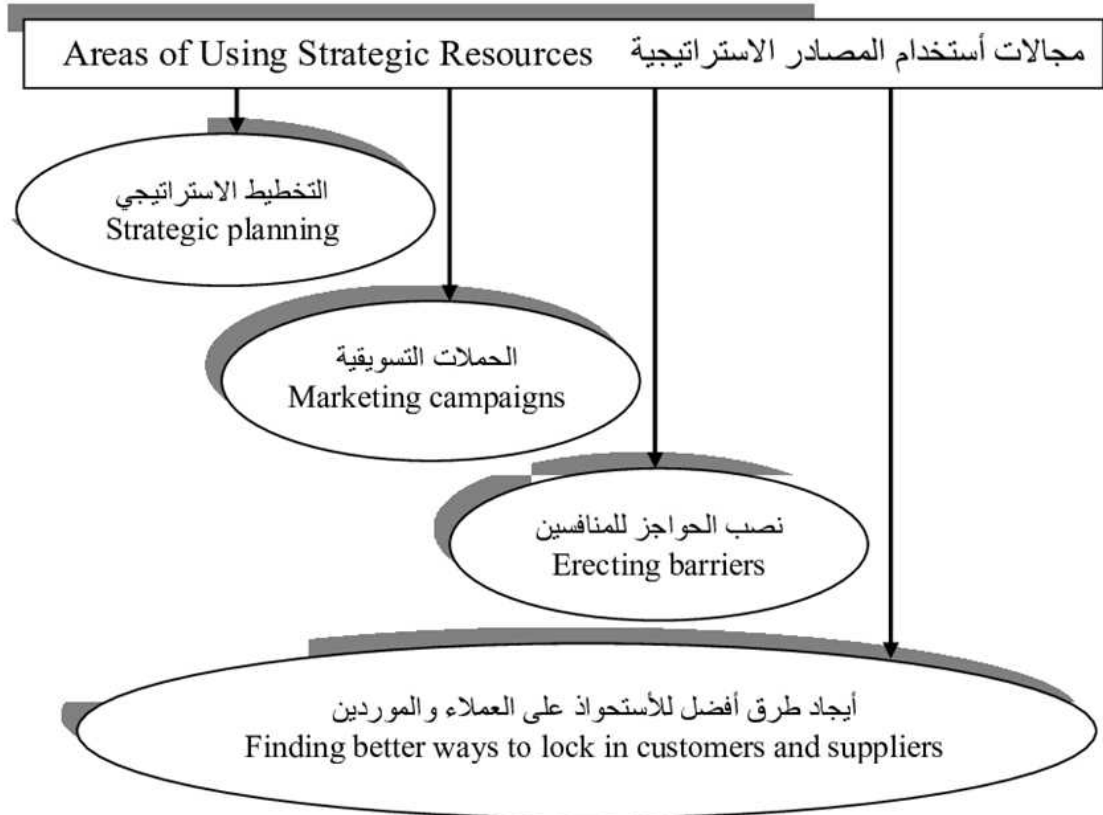 Areas of Using Strategic Resources مجالات أستخدام المصادر الاستراتيجية
التخطيط الاستراتيجي
Strategic planning
الحملات التسويقية
Marketing campaigns
نصب الحواجز للمنافسين
Erecting barriers
أيجاد طرق أفضل للأستحواذ على العملاء والموردين
Finding better ways to lock in customers and suppliers